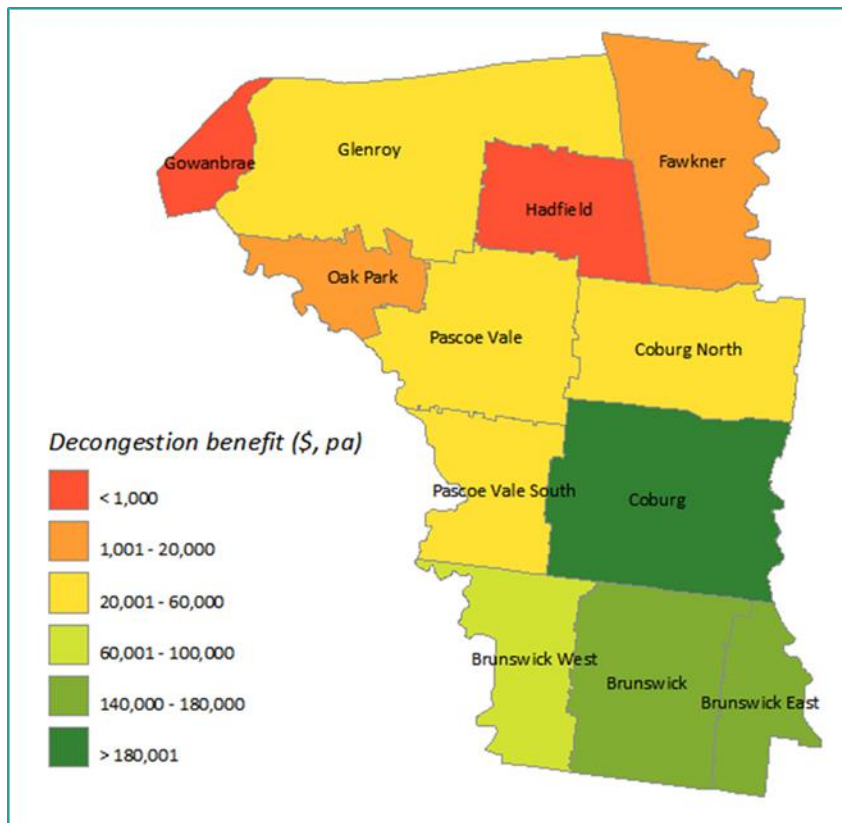 Gowanbrae
Glenroy
Fawkner
Hadfield
Oak Park
Pascoe Vale
Coburg North
Decongestion benefit ($, pa)
< 1,000
1,001 - 20,000
20,001 - 60,000
60,001 - 100,000
140,000 - 180,000
> 180,001
Pascoe Vale South
Coburg
Brunswick West
Brunswick
Brunswick East